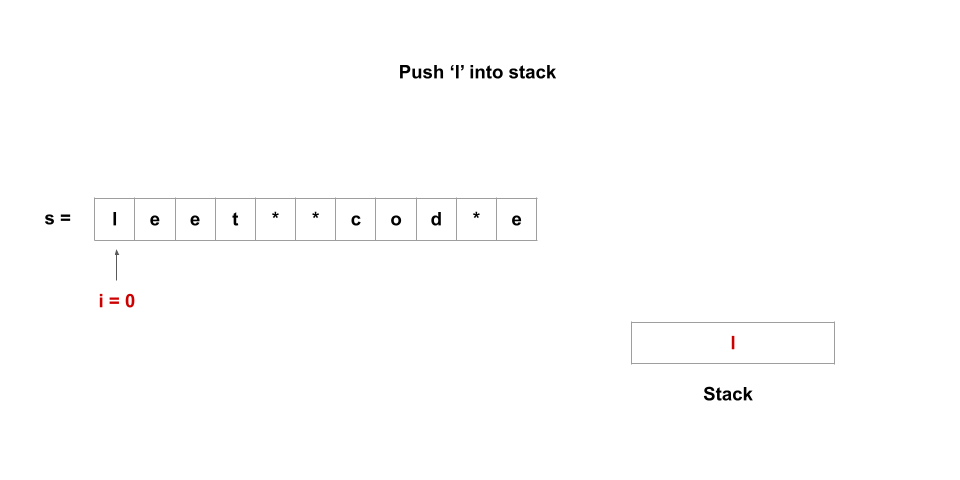 Push ‘l’ into stack
s = l e e t * * c o d * e
i = 0
l
Stack